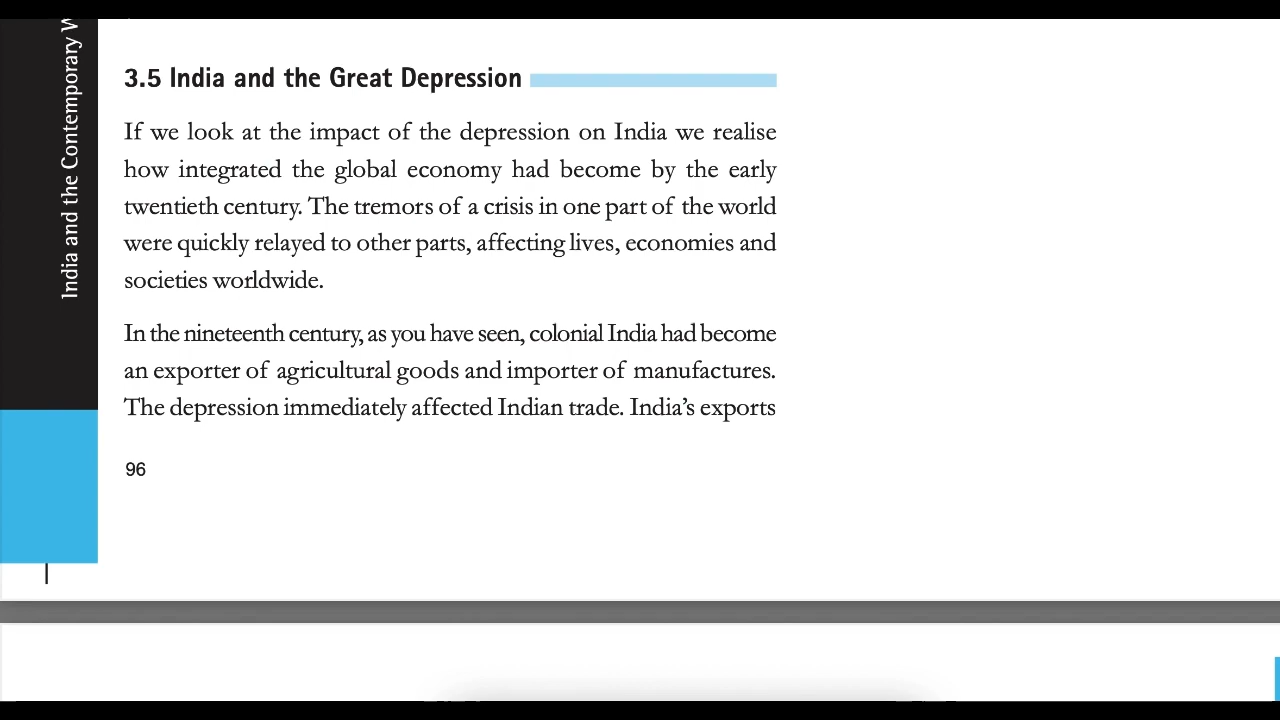 India and the Contemporary W
3.5 India and the Great Depression
If we look at the impact of the depression on India we realise
how integrated the global economy had become by the early
twentieth century. The tremors of a crisis in one part of the world
were quickly relayed to other parts, affecting lives, economies and
societies worldwide.
In the nineteenth century, as you have seen, colonial India had become
an exporter of agricultural goods and importer of manufactures.
The depression immediately affected Indian trade. India's exports
96